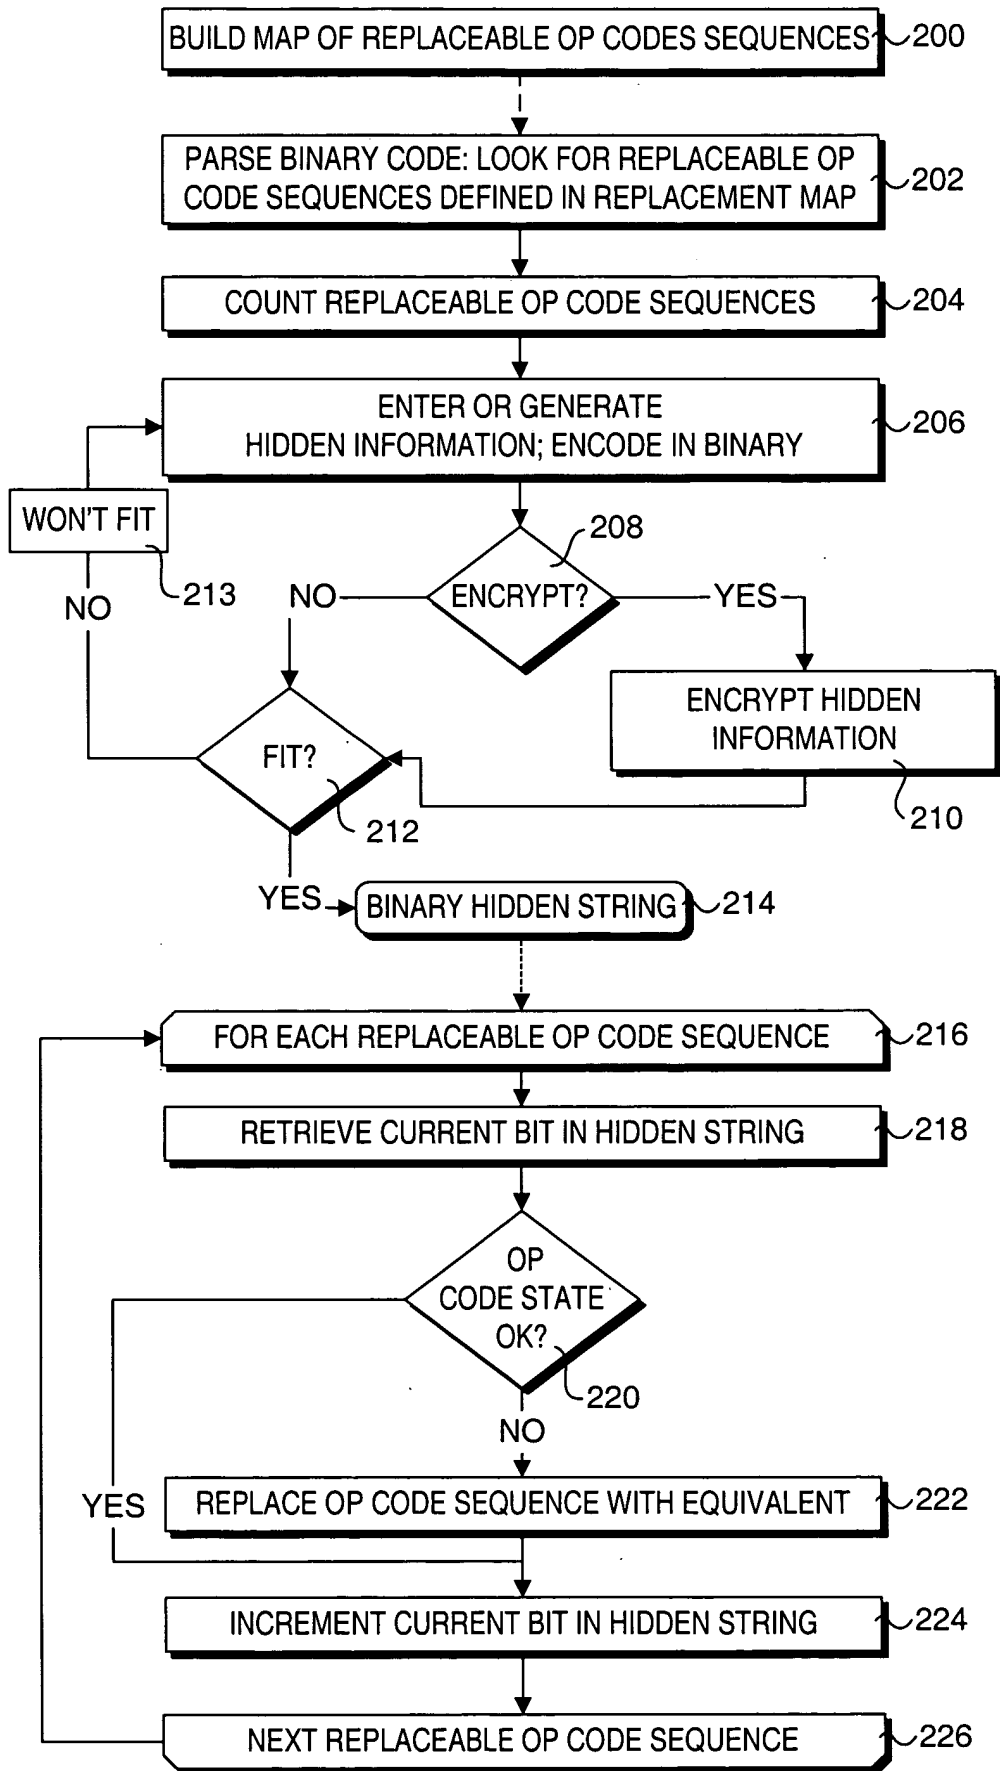 BUILD MAP OF REPLACEABLE OP CODES SEQUENCES
200
PARSE BINARY CODE: LOOK FOR REPLACEABLE OP
CODE SEQUENCES DEFINED IN REPLACEMENT MAP
202
COUNT REPLACEABLE OP CODE SEQUENCES
204
ENTER OR GENERATE
HIDDEN INFORMATION; ENCODE IN BINARY
206
WON'T FIT
213
NO
208
ENCRYPT?
NO
YES
ENCRYPT HIDDEN
INFORMATION
210
FIT?
212
YES
BINARY HIDDEN STRING
214
FOR EACH REPLACEABLE OP CODE SEQUENCE
216
RETRIEVE CURRENT BIT IN HIDDEN STRING
218
OP
CODE STATE
OK?
220
NO
YES
REPLACE OP CODE SEQUENCE WITH EQUIVALENT
222
INCREMENT CURRENT BIT IN HIDDEN STRING
224
NEXT REPLACEABLE OP CODE SEQUENCE
226